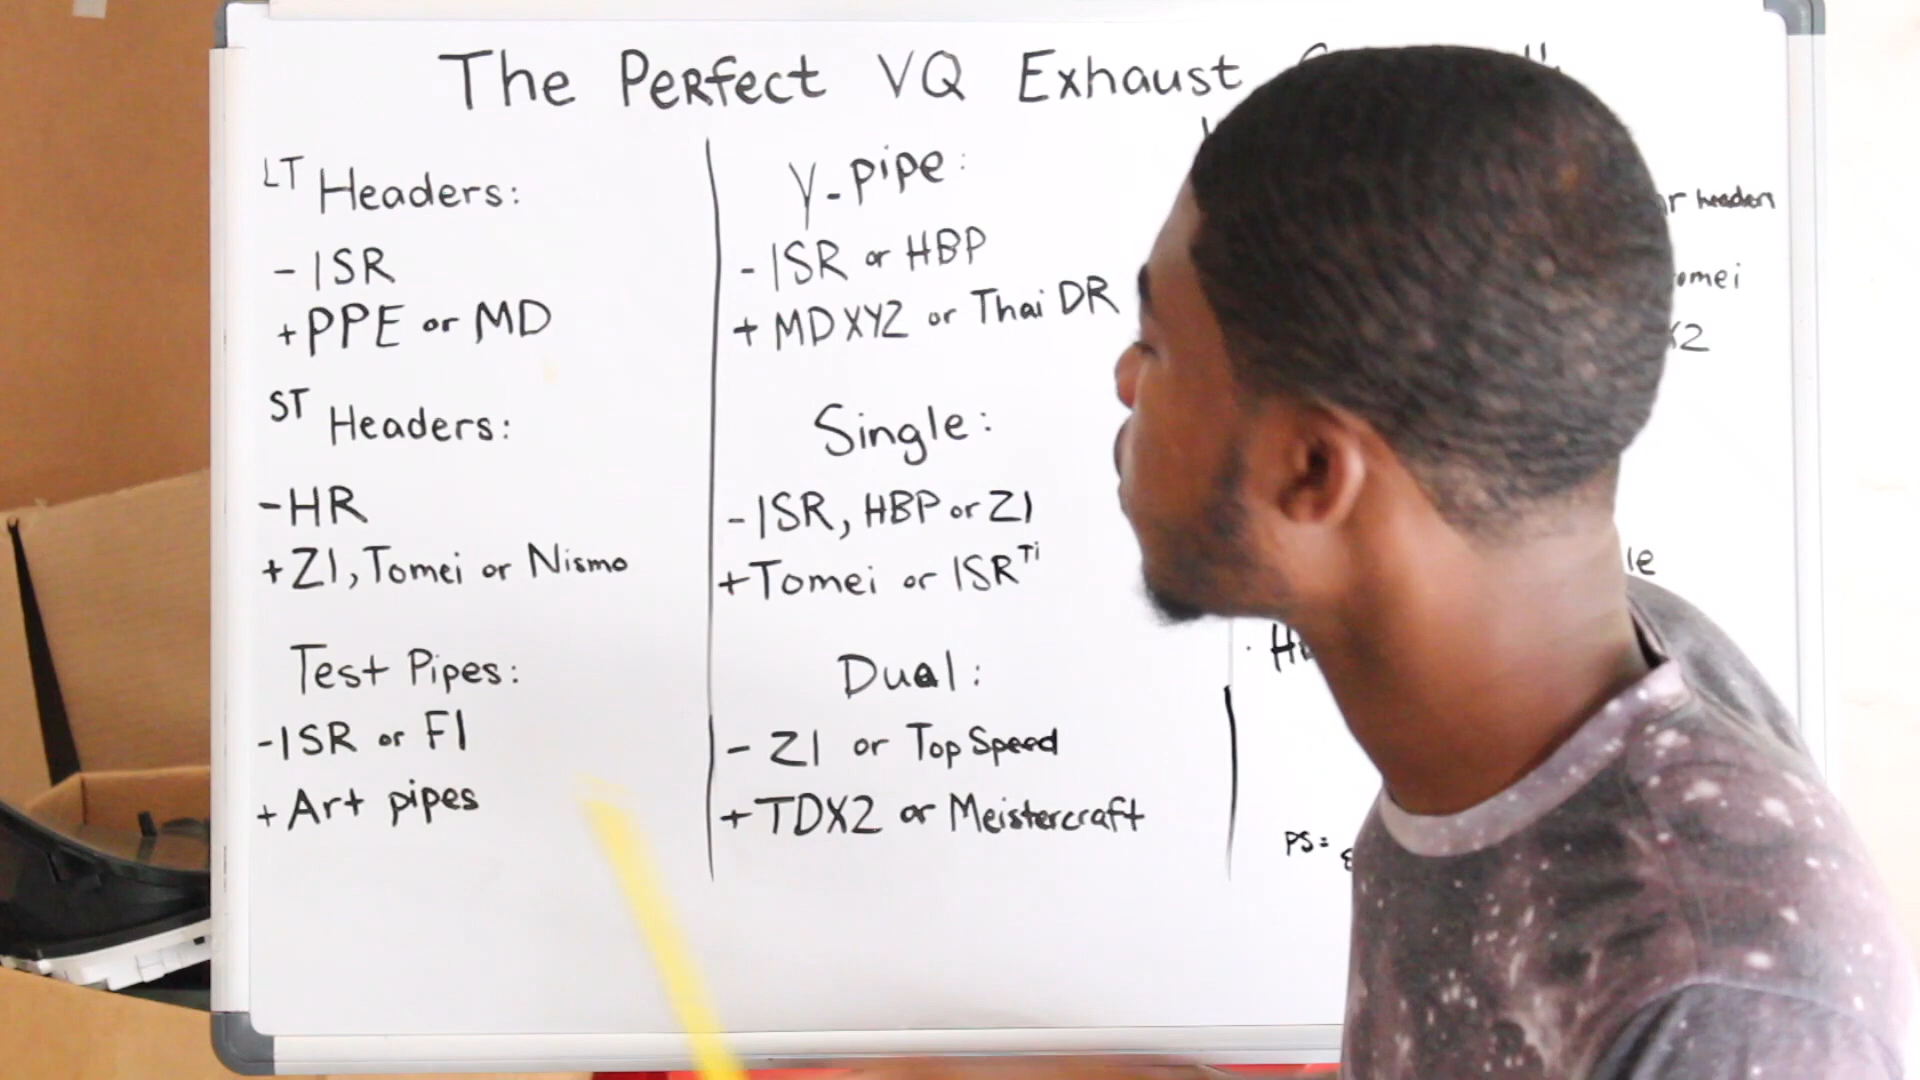 The Perfect VQ Exhaust
LT Headers:
- ISR
+ PPE or MD
ST Headers:
- HR
+ Z1, Tomei or Nismo
Test Pipes:
- ISR or FI
+ Art pipes
Y-pipe:
- ISR or HBP
+ MD XYZ or Thai DR
Single:
- ISR, HBP or Z1
+ Tomei or ISR Ti
Dual:
- Z1 or Top Speed
+ TDX2 or Meistercraft
r headers
omei
X2
le
PS=